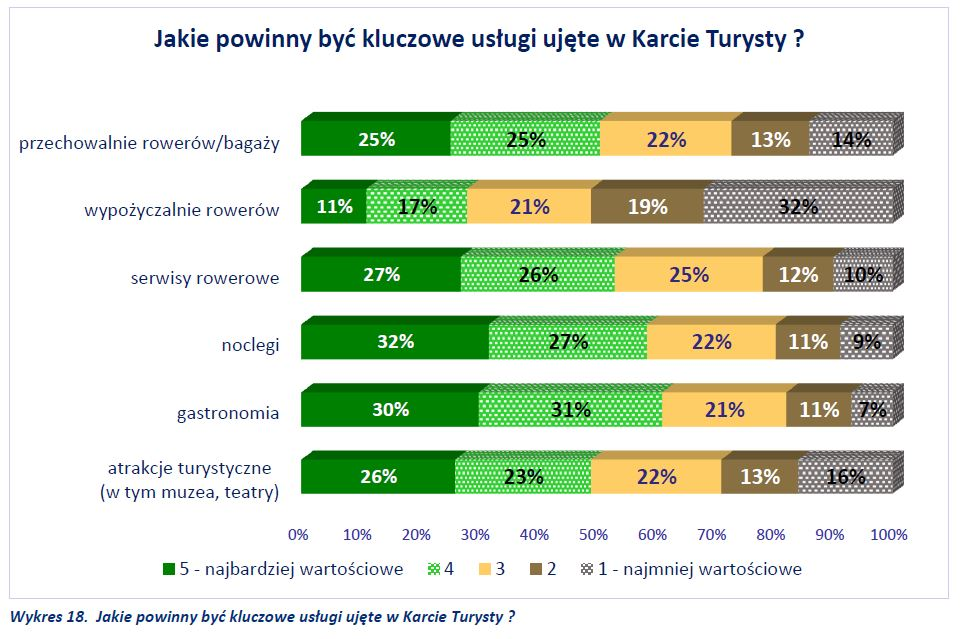 Jakie powinny być kluczowe usługi ujęte w Karcie Turysty ?
przechowalnie rowerów/bagaży 25% 25% 22% 13% 14%
wypożyczalnie rowerów 11% 17% 21% 19% 32%
serwisy rowerowe 27% 26% 25% 12% 10%
noclegi 32% 27% 22% 11% 9%
gastronomia 30% 31% 21% 11% 7%
atrakcje turystyczne
(w tym muzea, teatry) 26% 23% 22% 13% 16%
0% 10% 20% 30% 40% 50% 60% 70% 80% 90% 100%
5 - najbardziej wartościowe 4 3 2 1 - najmniej wartościowe
Wykres 18. Jakie powinny być kluczowe usługi ujęte w Karcie Turysty ?